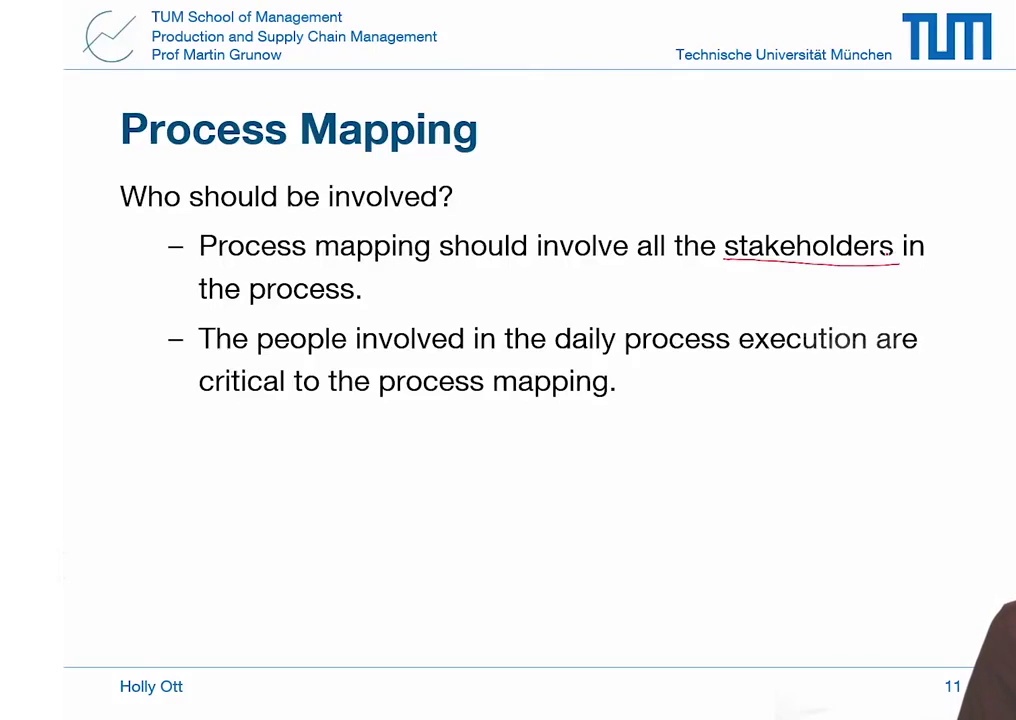 TUM School of Management
Production and Supply Chain Management
Prof Martin Grunow
Technische Universität München
TUM
Process Mapping
Who should be involved?
– Process mapping should involve all the stakeholders in
the process.
– The people involved in the daily process execution are
critical to the process mapping.
Holly Ott
11